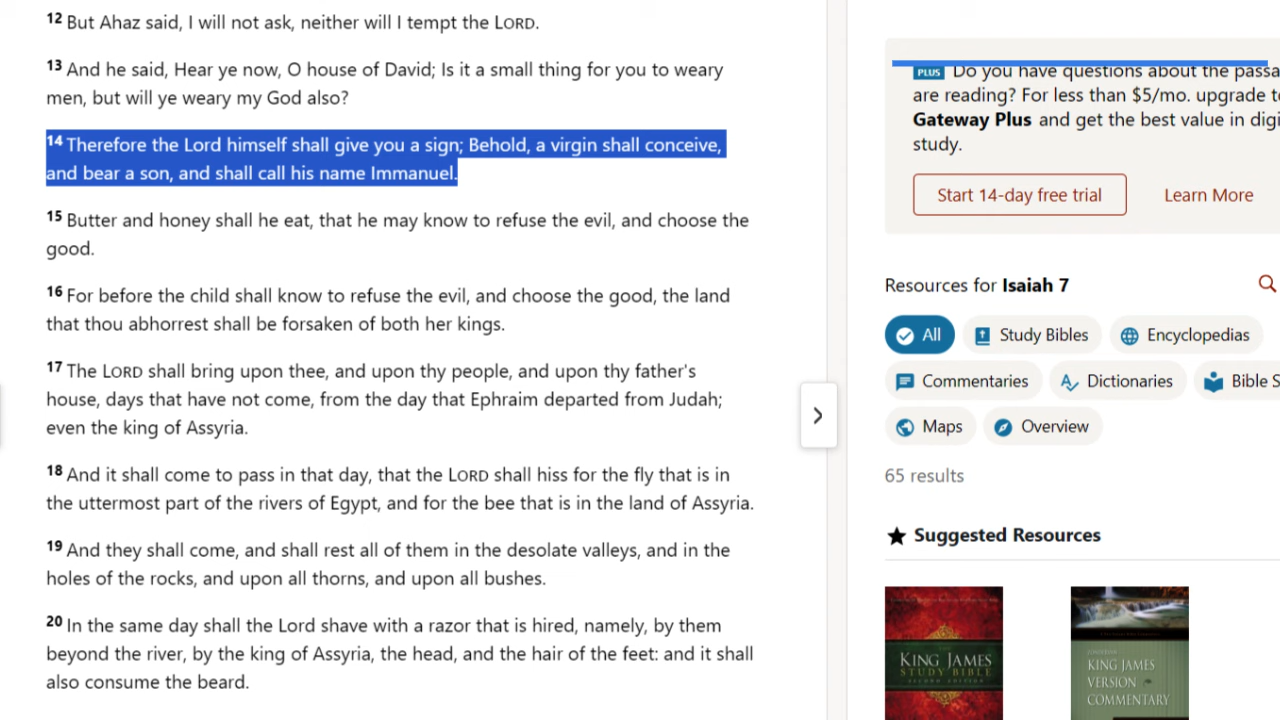 12 But Ahaz said, I will not ask, neither will I tempt the LORD.
13 And he said, Hear ye now, O house of David; Is it a small thing for you to weary
men, but will ye weary my God also?
14 Therefore the Lord himself shall give you a sign; Behold, a virgin shall conceive,
and bear a son, and shall call his name Immanuel.
15 Butter and honey shall he eat, that he may know to refuse the evil, and choose the
good.
16 For before the child shall know to refuse the evil, and choose the good, the land
that thou abhorrest shall be forsaken of both her kings.
17 The LORD shall bring upon thee, and upon thy people, and upon thy father's
house, days that have not come, from the day that Ephraim departed from Judah;
even the king of Assyria.
18 And it shall come to pass in that day, that the LORD shall hiss for the fly that is in
the uttermost part of the rivers of Egypt, and for the bee that is in the land of Assyria.
19 And they shall come, and shall rest all of them in the desolate valleys, and in the
holes of the rocks, and upon all thorns, and upon all bushes.
20 In the same day shall the Lord shave with a razor that is hired, namely, by them
beyond the river, by the king of Assyria, the head, and the hair of the feet: and it shall
also consume the beard.
PLUS Do you have questions about the passa
are reading? For less than $5/mo. upgrade t
Gateway Plus and get the best value in digi
study.
Start 14-day free trial Learn More
Resources for Isaiah 7
All Study Bibles Encyclopedias
Commentaries Dictionaries Bible S
Maps Overview
65 results
Suggested Resources
KING JAMES
STUDY BIBLE
SECOND EDITION
KING JAMES
VERSION
COMMENTARY